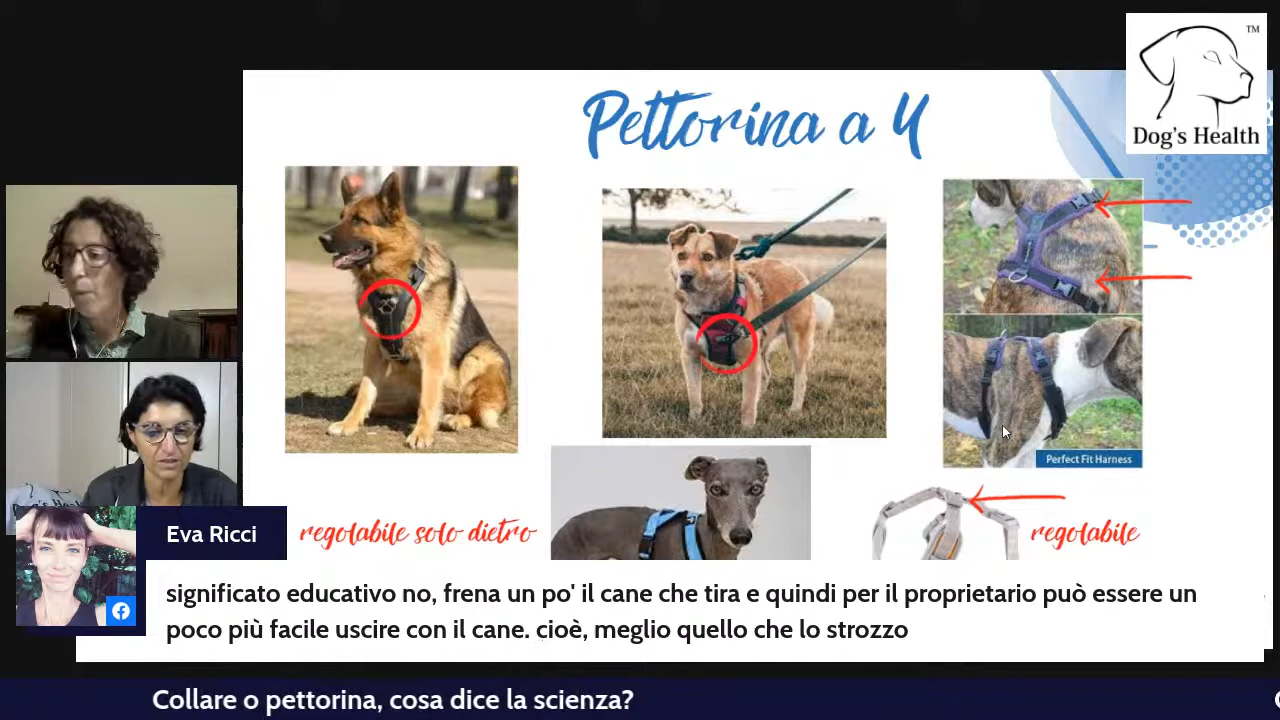 Pettorina a Y
TM
Dog's Health
Perfect Fit Harness
regolabile solo dietro
regolabile
Eva Ricci
significato educativo no, frena un po' il cane che tira e quindi per il proprietario può essere un
poco più facile uscire con il cane. cioè, meglio quello che lo strozzo
Collare o pettorina, cosa dice la scienza?